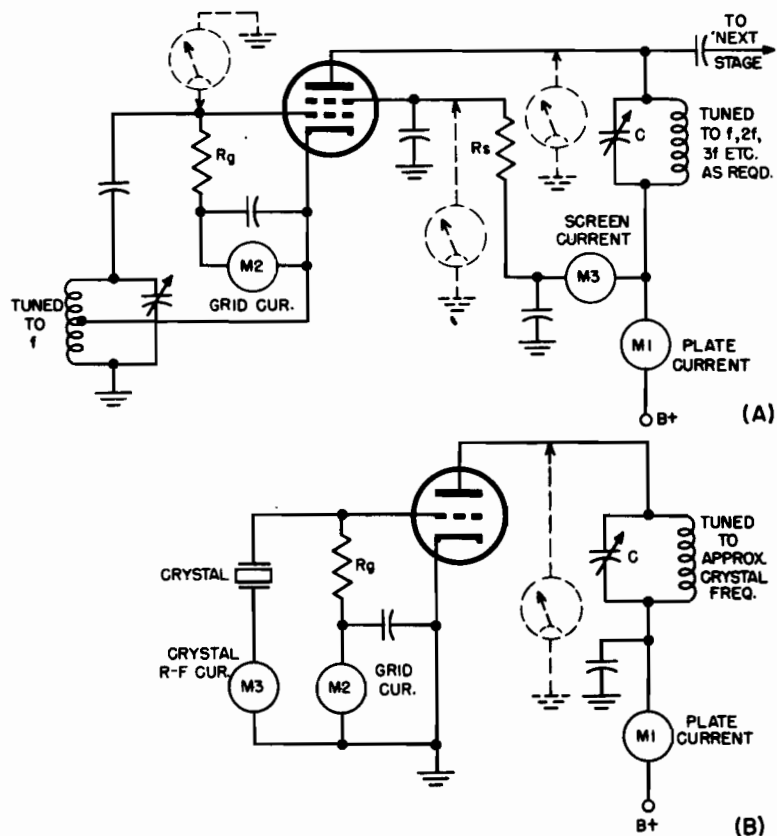 TO
NEXT
STAGE
Rg
Rs
C
TUNED
TO f, 2f,
3f ETC.
AS REQD.
SCREEN
CURRENT
M2
GRID CUR.
M3
TUNED
TO
f
M1
PLATE
CURRENT
B+
(A)
CRYSTAL
Rg
C
TUNED
TO
APPROX.
CRYSTAL
FREQ.
CRYSTAL
R-F CUR.
M3
M2
GRID
CUR.
M1
PLATE
CURRENT
B+
(B)